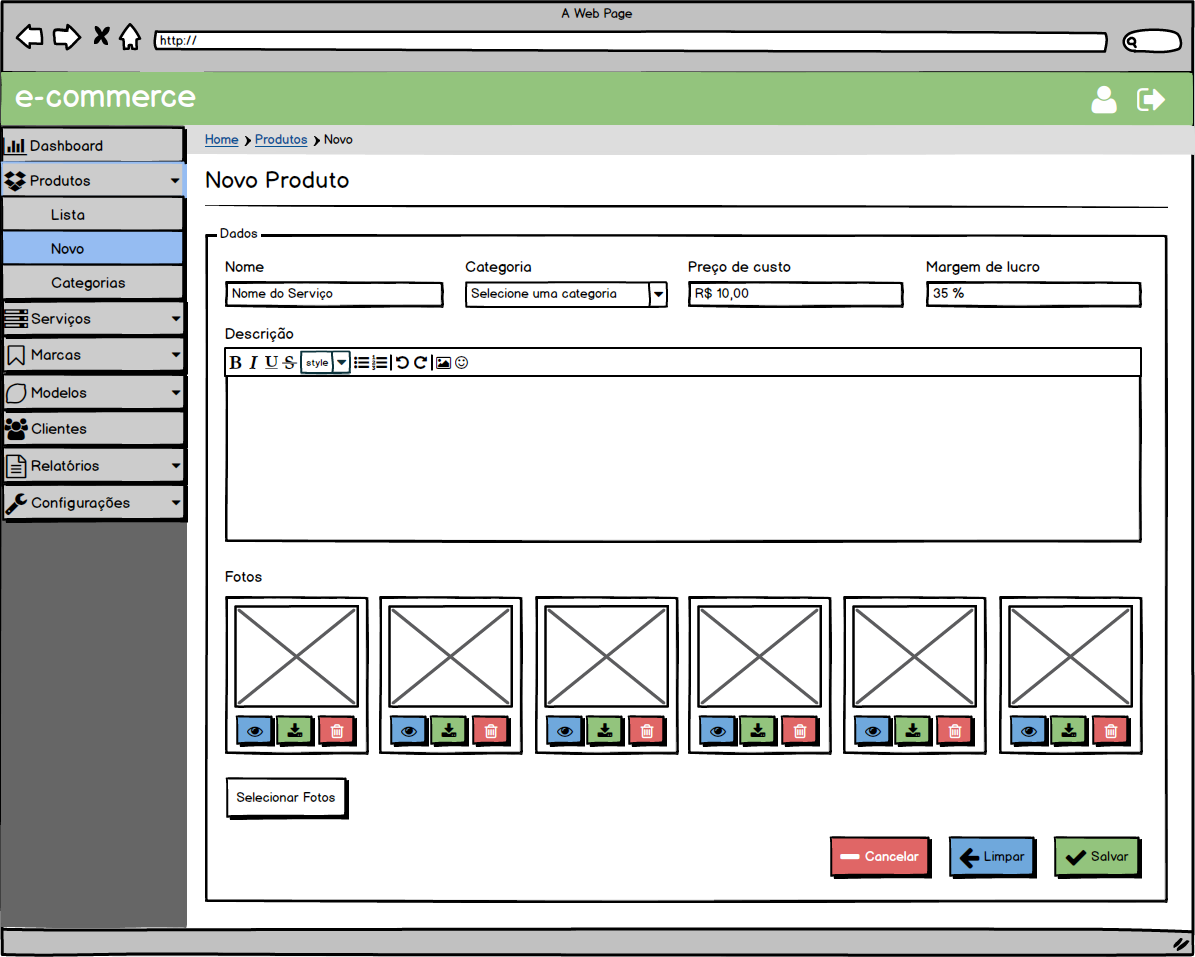 A Web Page
http://
e-commerce
Dashboard
Produtos
Lista
Novo
Categorias
Serviços
Marcas
Modelos
Clientes
Relatórios
Configurações
Home Produtos Novo
Novo Produto
Dados
Nome Categoria Preço de custo Margem de lucro
Nome do Serviço Selecione uma categoria R$ 10,00 35 %
Descrição
B I U S style
Fotos
Selecionar Fotos
Cancelar Limpar Salvar